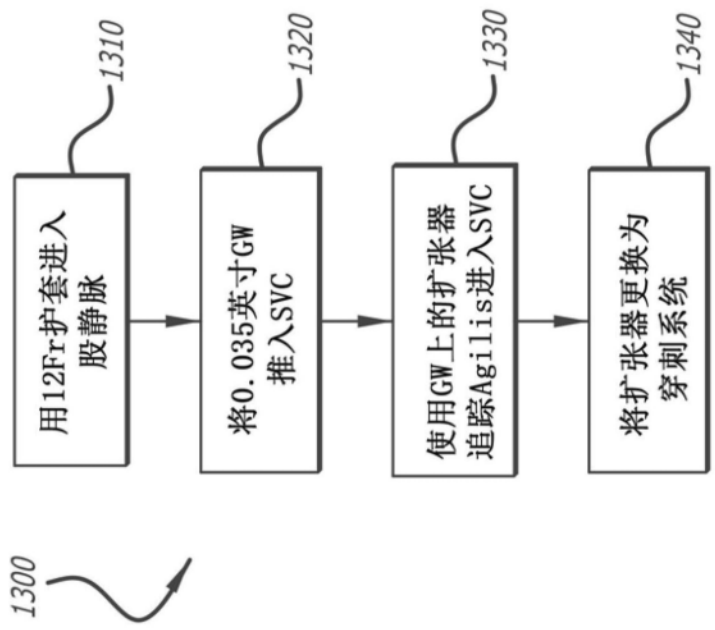 1300
1310
用12Fr护套进入
股静脉
1320
将0.035英寸GW
推入SVC
1330
使用GW上的扩张器
追踪Agilis进入SVC
1340
将扩张器更换为
穿刺系统